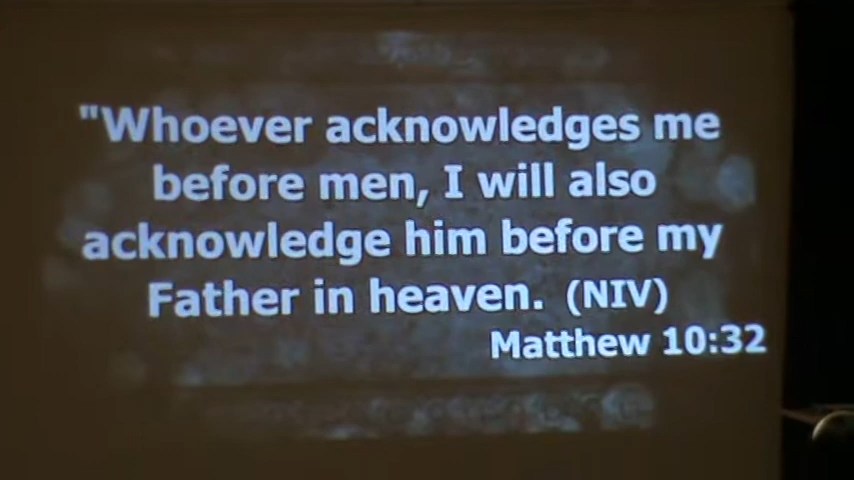 "Whoever acknowledges me
before men, I will also
acknowledge him before my
Father in heaven. (NIV)
Matthew 10:32